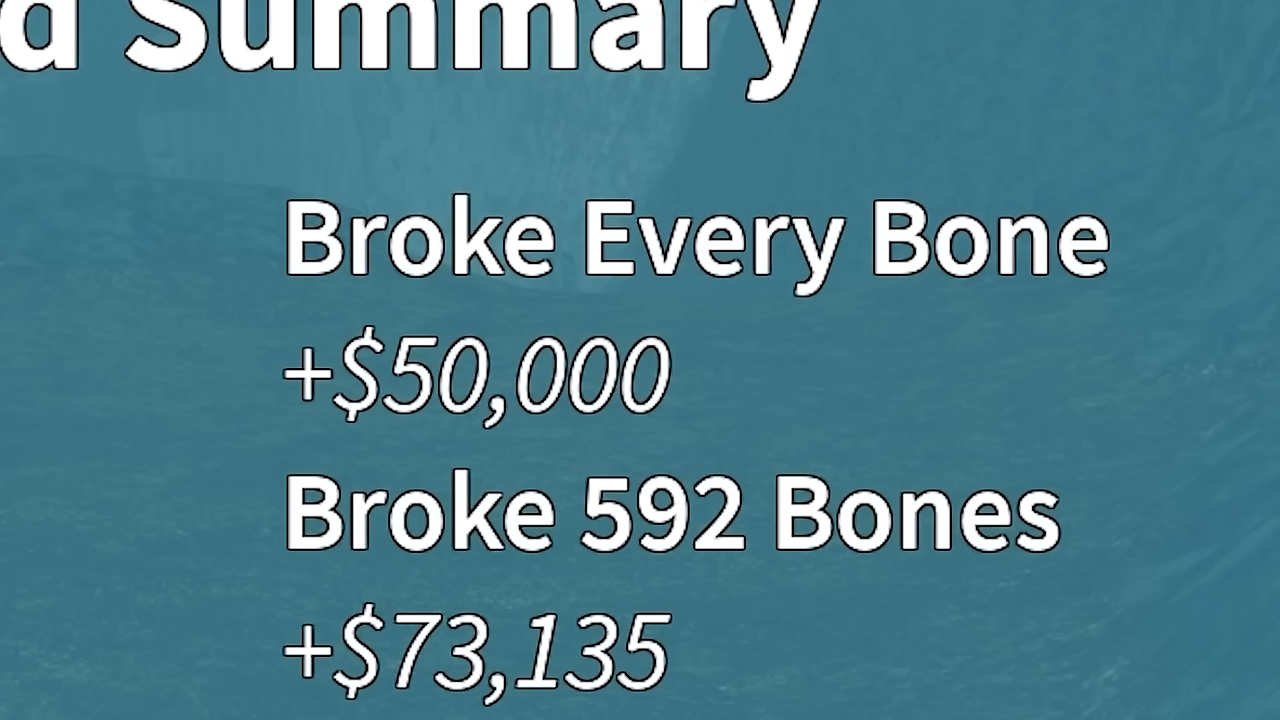 d Summary
Broke Every Bone
+$50,000
Broke 592 Bones
+$73,135